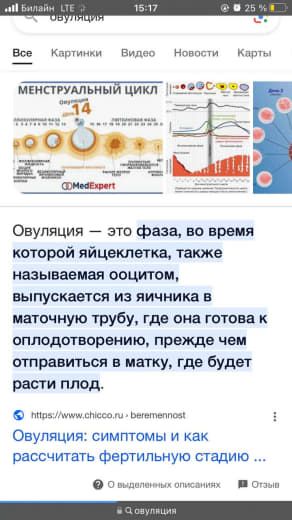 Билайн LTE 15:17 25 %
овуляция
Все Картинки Видео Новости Карты
МЕНСТРУАЛЬНЫЙ ЦИКЛ
Овуляция
День 14
ЛЮТЕИНОВАЯ ФАЗА
MedExpert
Овуляция — это фаза, во время
которой яйцеклетка, также
называемая ооцитом,
выпускается из яичника в
маточную трубу, где она готова к
оплодотворению, прежде чем
отправиться в матку, где будет
расти плод.
https://www.chicco.ru › beremennost
Овуляция: симптомы и как
рассчитать фертильную стадию ...
О выделенных описаниях Отзыв
овуляция